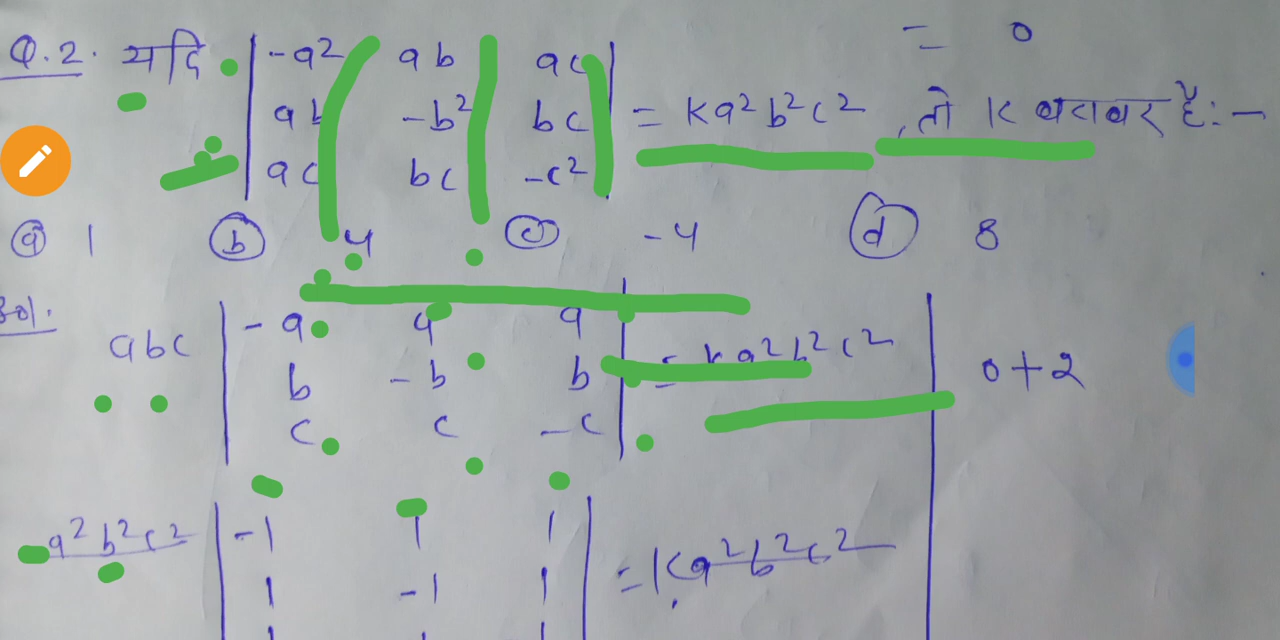 = 0
Q.2. यदि | -a² ab ac |
| ab -b² bc | = Ka²b²c² , तो K बराबर है:-
| ac bc -c² |
(a) 1 (b) 4 (c) -4 (d) 8
Sol.
| -a a a |
abc | b -b b | = Ka²b²c² | 0+2
| c c -c |
a²b²c² | -1 1 1 |
| 1 -1 1 | = Ka²b²c²